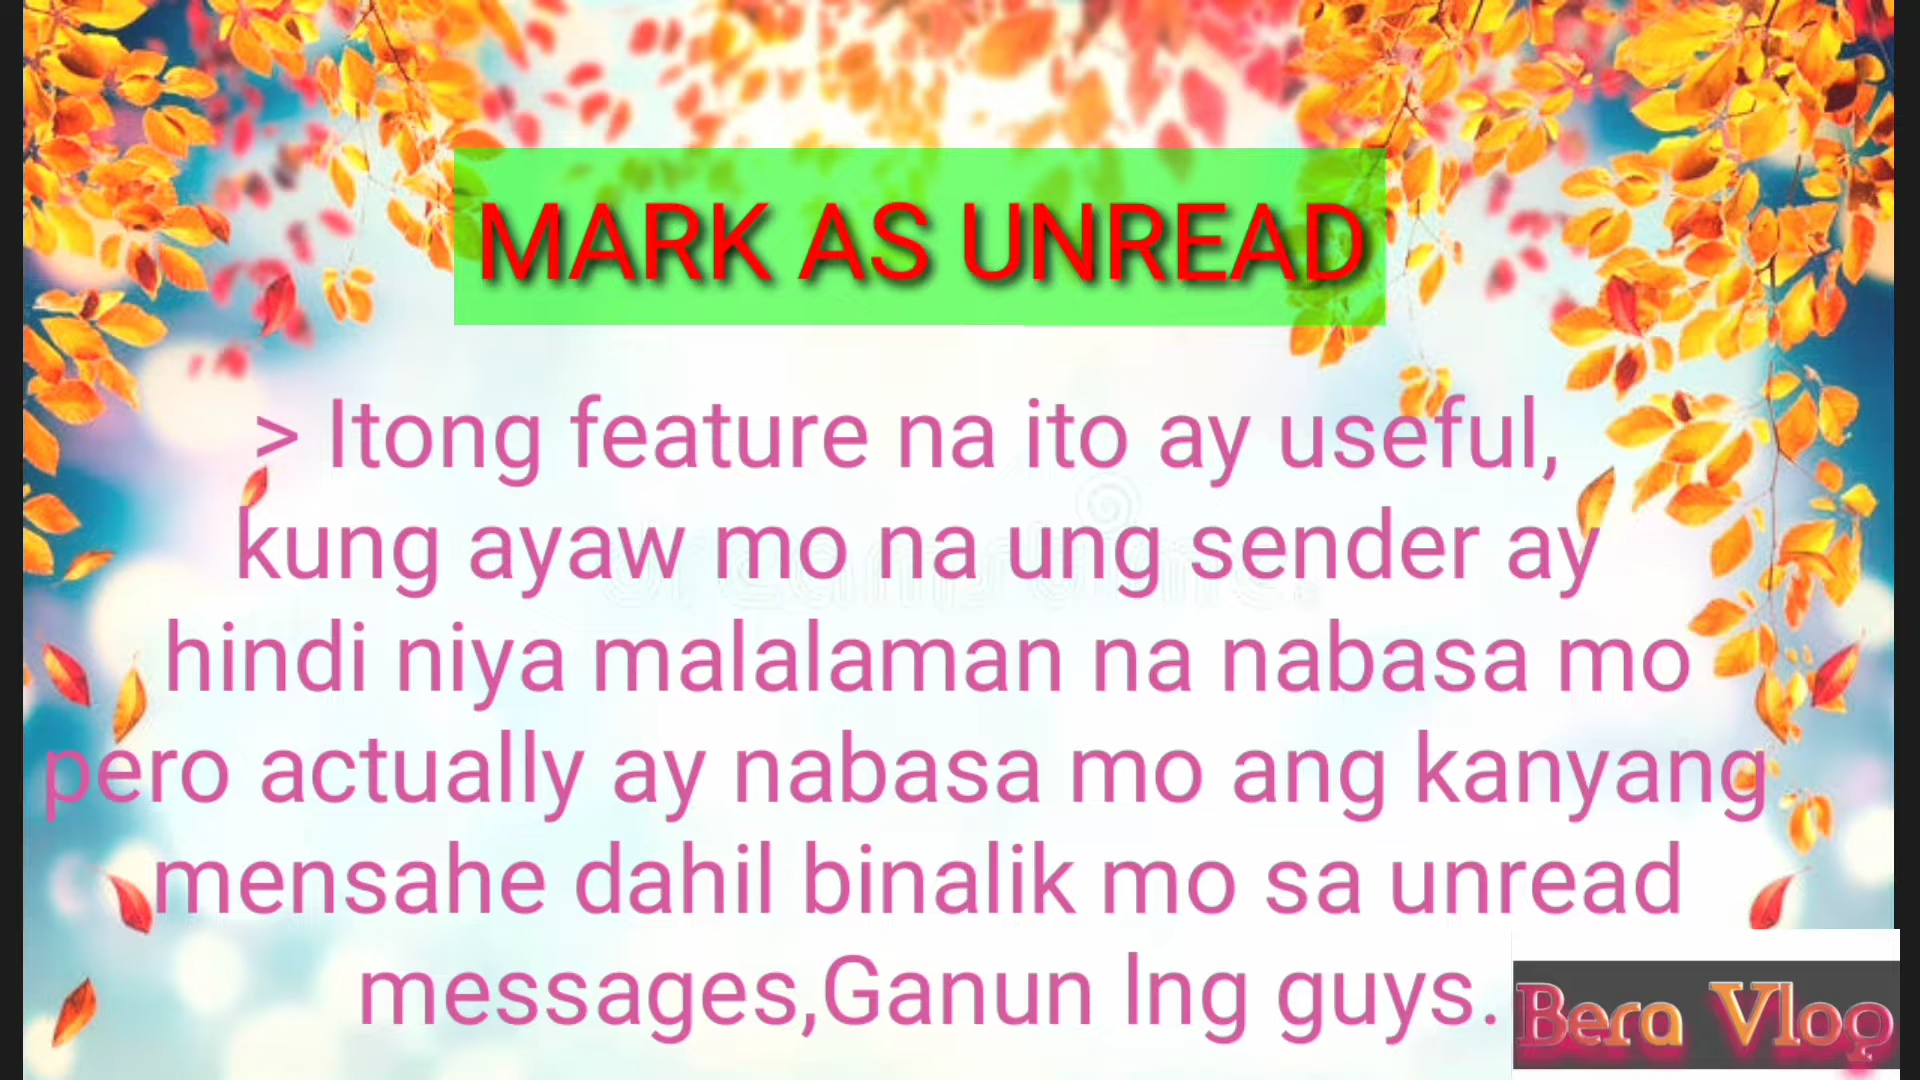 MARK AS UNREAD
> Itong feature na ito ay useful,
kung ayaw mo na ung sender ay
hindi niya malalaman na nabasa mo
pero actually ay nabasa mo ang kanyang
mensahe dahil binalik mo sa unread
messages,Ganun lng guys.
Bera Vlog
dreamstime.